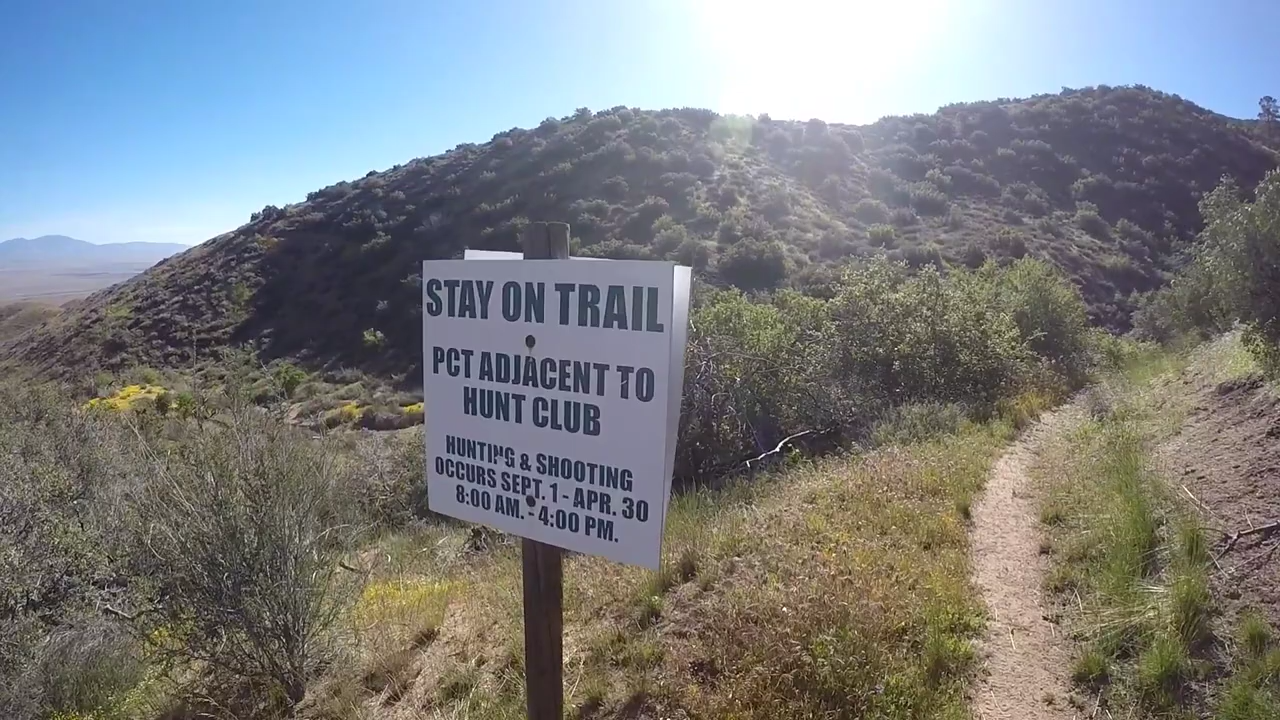 STAY ON TRAIL
PCT ADJACENT TO
HUNT CLUB
HUNTING & SHOOTING
OCCURS SEPT. 1 - APR. 30
8:00 AM. - 4:00 PM.